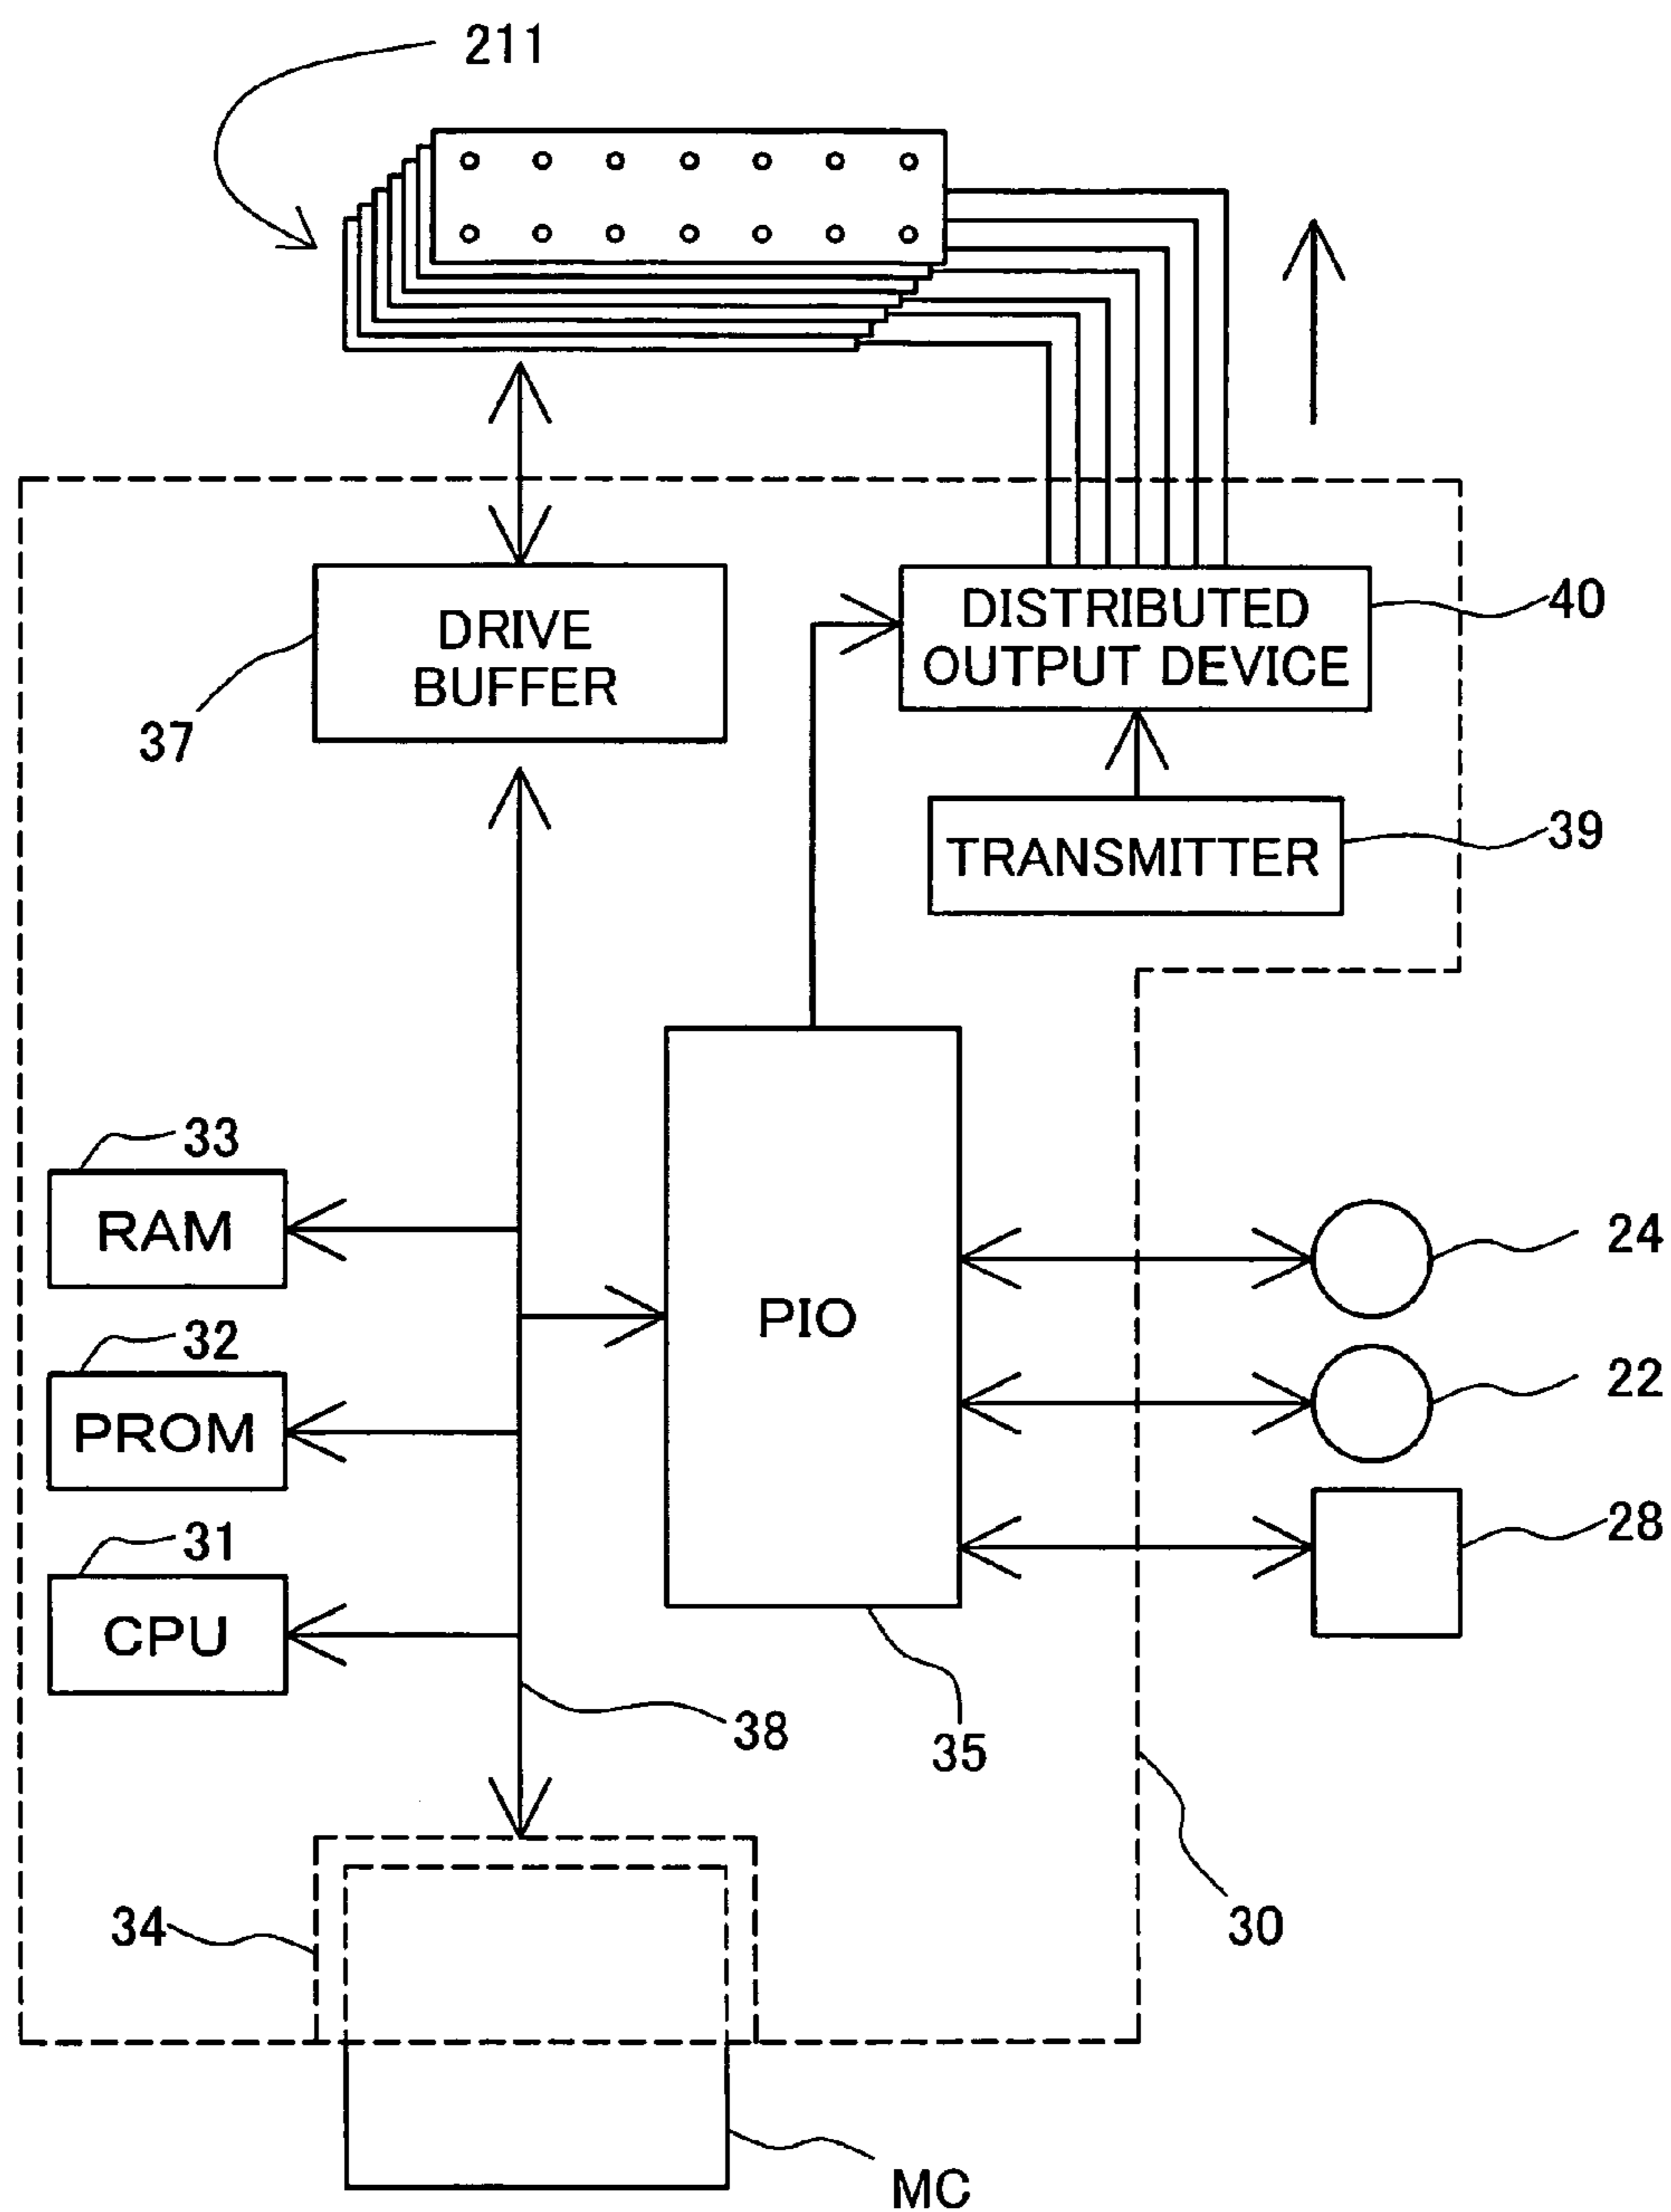 211
DRIVE
BUFFER
37
DISTRIBUTED
OUTPUT DEVICE
40
TRANSMITTER
39
33
RAM
32
PROM
31
CPU
PIO
24
22
28
38
35
34
30
MC